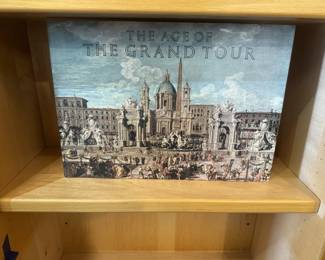 THE AGE OF
THE GRAND TOUR